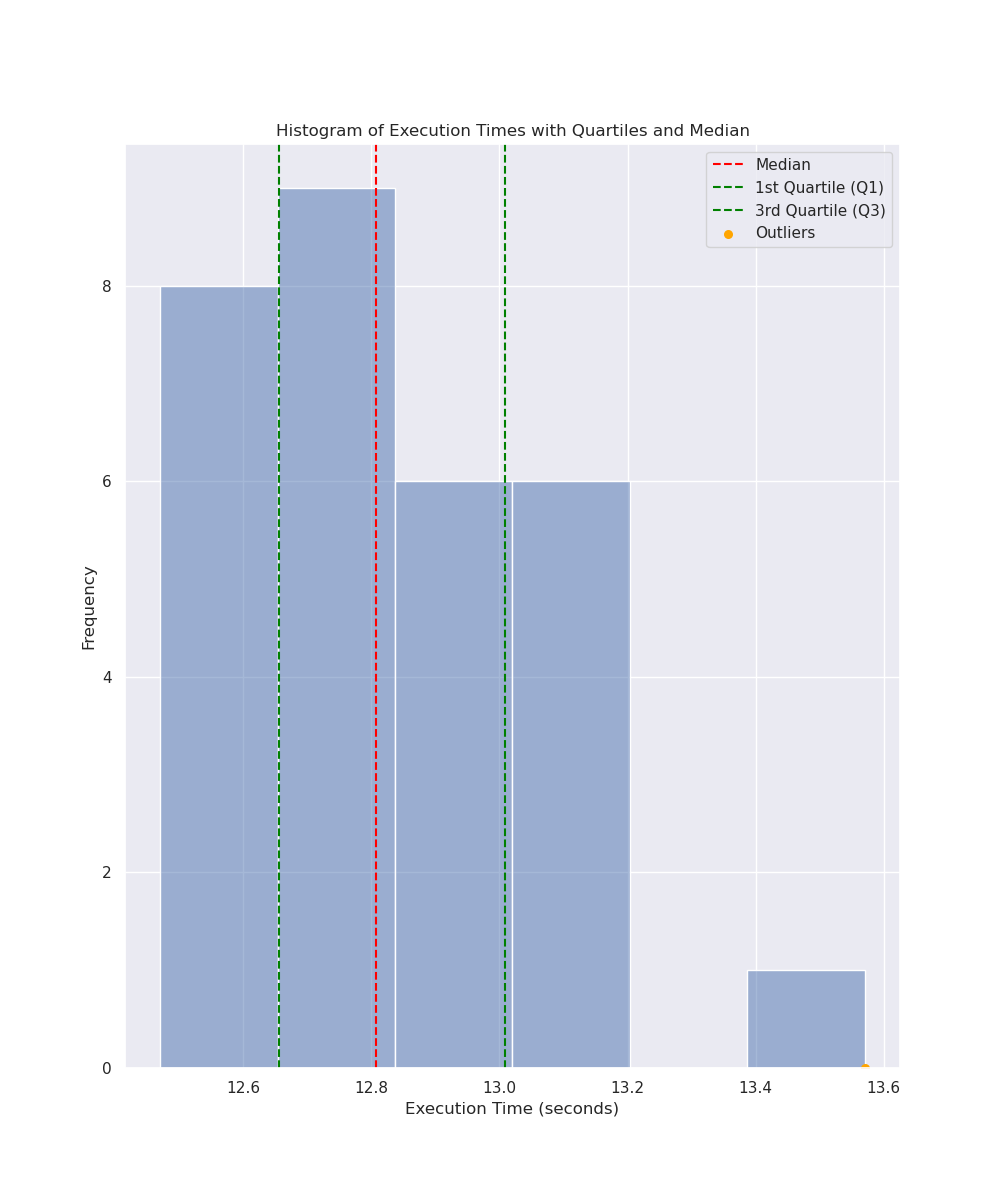 Histogram of Execution Times with Quartiles and Median
Median
1st Quartile (Q1)
3rd Quartile (Q3)
Outliers
8
6
4
2
0
Frequency
12.6 12.8 13.0 13.2 13.4 13.6
Execution Time (seconds)